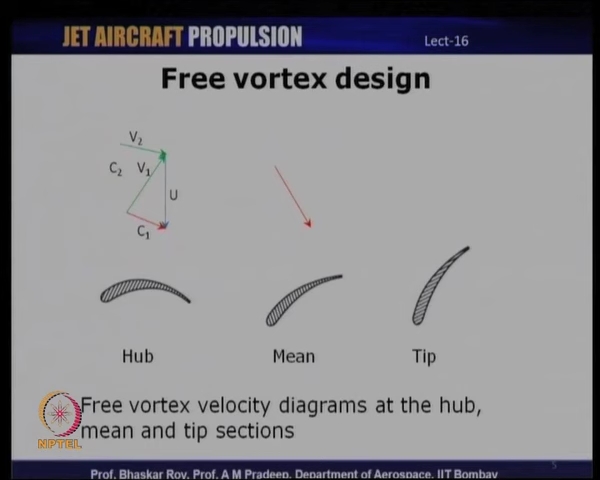 JET AIRCRAFT PROPULSION
Lect-16
Free vortex design
V2
C2 V1
U
C1
Hub Mean Tip
Free vortex velocity diagrams at the hub,
mean and tip sections
NPTEL
5
Prof. Bhaskar Roy, Prof. A M Pradeep, Department of Aerospace, IIT Bombay